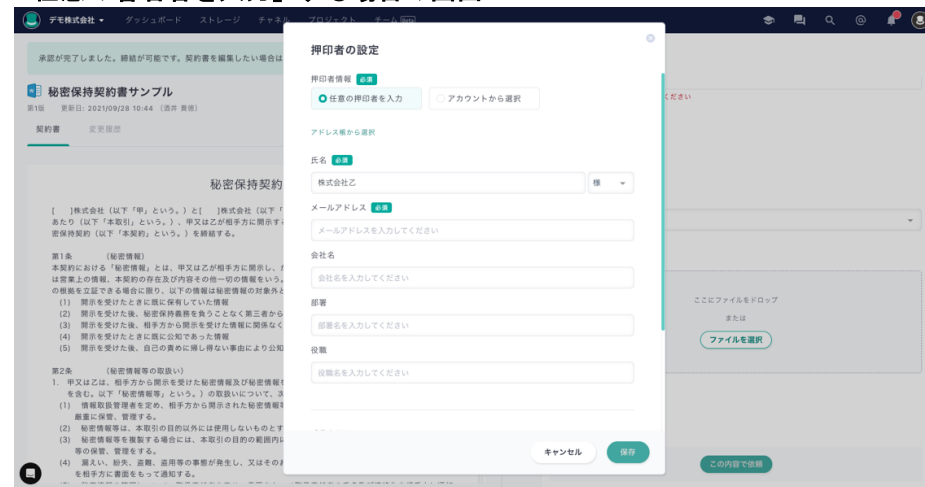 デモ株式会社 ダッシュボード ストレージ チャネル プロジェクト チーム Beta
承認が完了しました。締結が可能です。契約書を編集したい場合は
秘密保持契約書サンプル
第1版 更新日: 2021/09/28 10:44
契約書 変更履歴
秘密保持契約
[ ]株式会社（以下「甲」という。）と[ ]株式会社（以下「
あたり（以下「本取引」という。）、甲又は乙が相手方に開示す
密保持契約（以下「本契約」という。）を締結する。
第1条 （秘密情報）
本契約における「秘密情報」とは、甲又は乙が相手方に開示し、
は営業上の情報、本契約の存在及び内容その他一切の情報をいう。
の根拠を立証できる場合に限り、以下の情報は秘密情報の対象外と
(1) 開示を受けたときに既に保有していた情報
(2) 開示を受けた後、秘密保持義務を負うことなく第三者から
(3) 開示を受けた後、相手方から開示を受けた情報に関係なく
(4) 開示を受けたときに既に公知であった情報
(5) 開示を受けた後、自己の責めに帰し得ない事由により公知
第2条 （秘密情報等の取扱い）
1. 甲又は乙は、相手方から開示を受けた秘密情報及び秘密情報を
を含む。以下「秘密情報等」という。）の取扱いについて、次
(1) 情報取扱管理者を定め、相手方から開示された秘密情報等
厳重に保管、管理する。
(2) 秘密情報等は、本取引の目的以外には使用しないものとす
(3) 秘密情報等を複製する場合には、本取引の目的の範囲内に
等の保管、管理をする。
(4) 漏えい、紛失、盗難、盗用等の事態が発生し、又はそのお
を相手方に書面をもって通知する。
押印者の設定
押印者情報 必須
任意の押印者を入力 アカウントから選択
アドレス帳から選択
氏名 必須
株式会社乙 様
メールアドレス 必須
メールアドレスを入力してください
会社名
会社名を入力してください
部署
部署名を入力してください
役職
役職名を入力してください
キャンセル 保存
ください
ここにファイルをドロップ
または
ファイルを選択
この内容で依頼